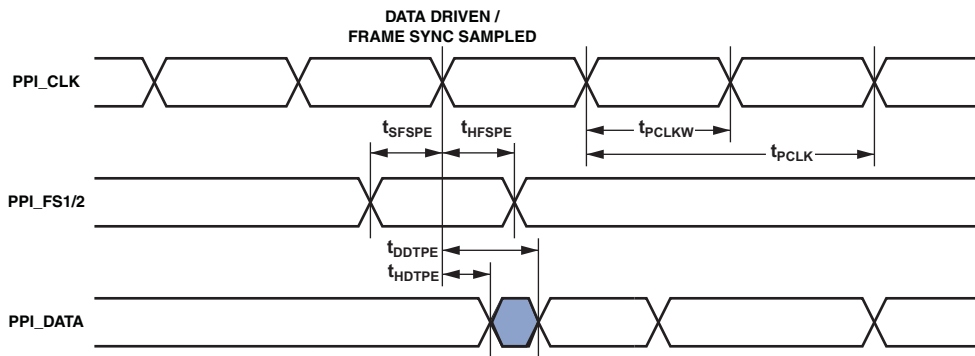 DATA DRIVEN /
FRAME SYNC SAMPLED
PPI_CLK
tSFSPE
tHFSPE
tPCLKW
tPCLK
PPI_FS1/2
tDDTPE
tHDTPE
PPI_DATA